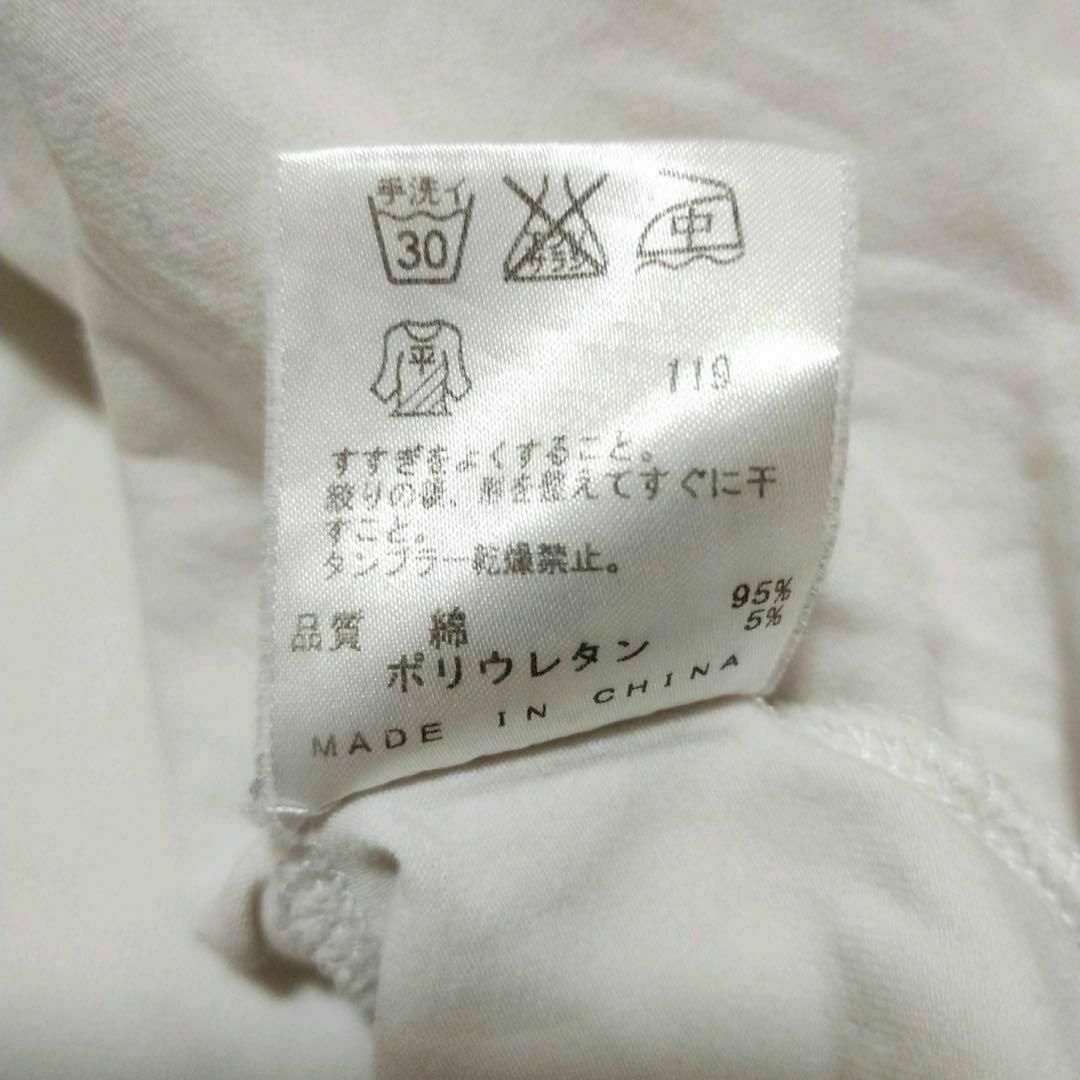 手洗イ
30
エンソ
サラシ
中
平
119
すすぎをよくすること。
絞りの後、形を整えてすぐに干
すこと。
タンブラー乾燥禁止。
品質 綿 95%
ポリウレタン 5%
MADE IN CHINA